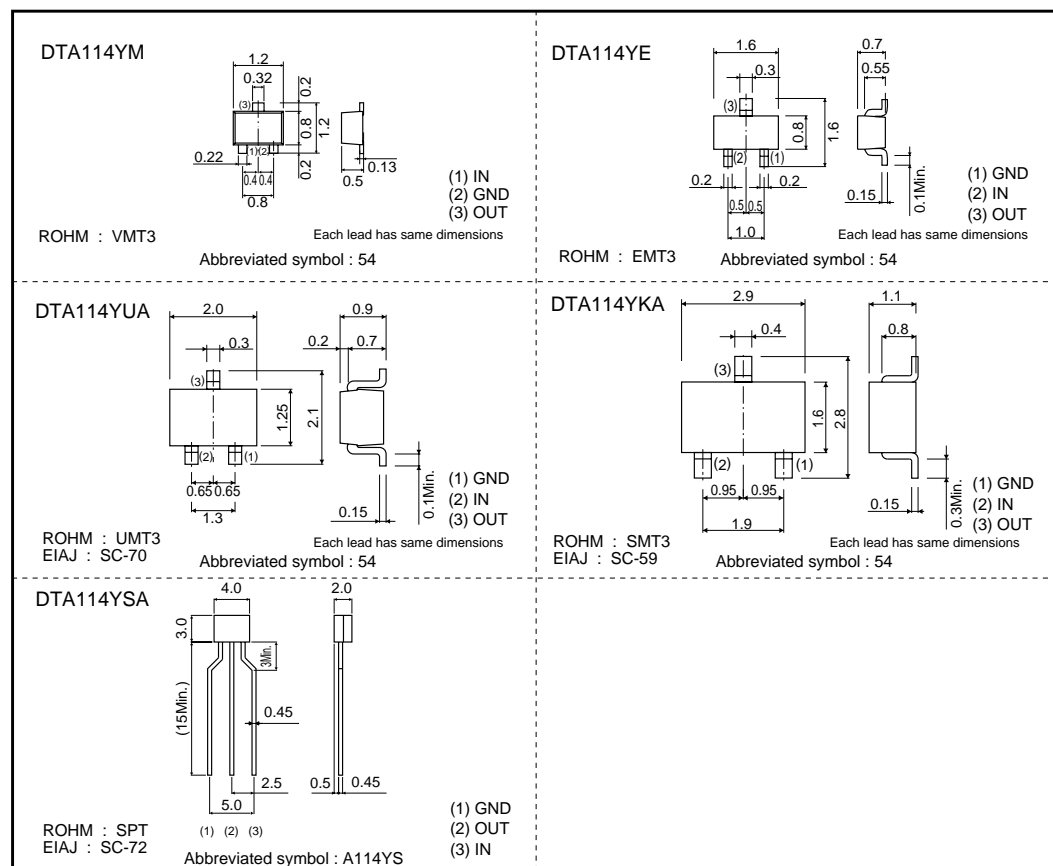 DTA114YM
1.2
0.32
0.2
(3)
0.8
1.2
(1)
(2)
0.22
0.2
0.13
0.4
0.4
0.5
0.8
(1) IN
(2) GND
(3) OUT
ROHM : VMT3
Each lead has same dimensions
Abbreviated symbol : 54
DTA114YE
1.6
0.7
0.3
0.55
(3)
0.8
1.6
(2)
(1)
0.2
0.2
0.15
0.1Min.
0.5
0.5
1.0
(1) GND
(2) IN
(3) OUT
Each lead has same dimensions
ROHM : EMT3
Abbreviated symbol : 54
DTA114YUA
2.0
0.9
0.3
0.2
0.7
(3)
1.25
2.1
(2)
(1)
0.65
0.65
0.15
0.1Min.
1.3
(1) GND
(2) IN
(3) OUT
ROHM : UMT3
Each lead has same dimensions
EIAJ : SC-70
Abbreviated symbol : 54
DTA114YKA
2.9
1.1
0.4
0.8
(3)
1.6
2.8
(2)
(1)
0.95
0.95
0.15
0.3Min.
1.9
(1) GND
(2) IN
(3) OUT
ROHM : SMT3
Each lead has same dimensions
EIAJ : SC-59
Abbreviated symbol : 54
DTA114YSA
4.0
2.0
3.0
3Min.
(15Min.)
0.45
2.5
0.5
0.45
5.0
(1) (2) (3)
(1) GND
(2) OUT
(3) IN
ROHM : SPT
EIAJ : SC-72
Abbreviated symbol : A114YS